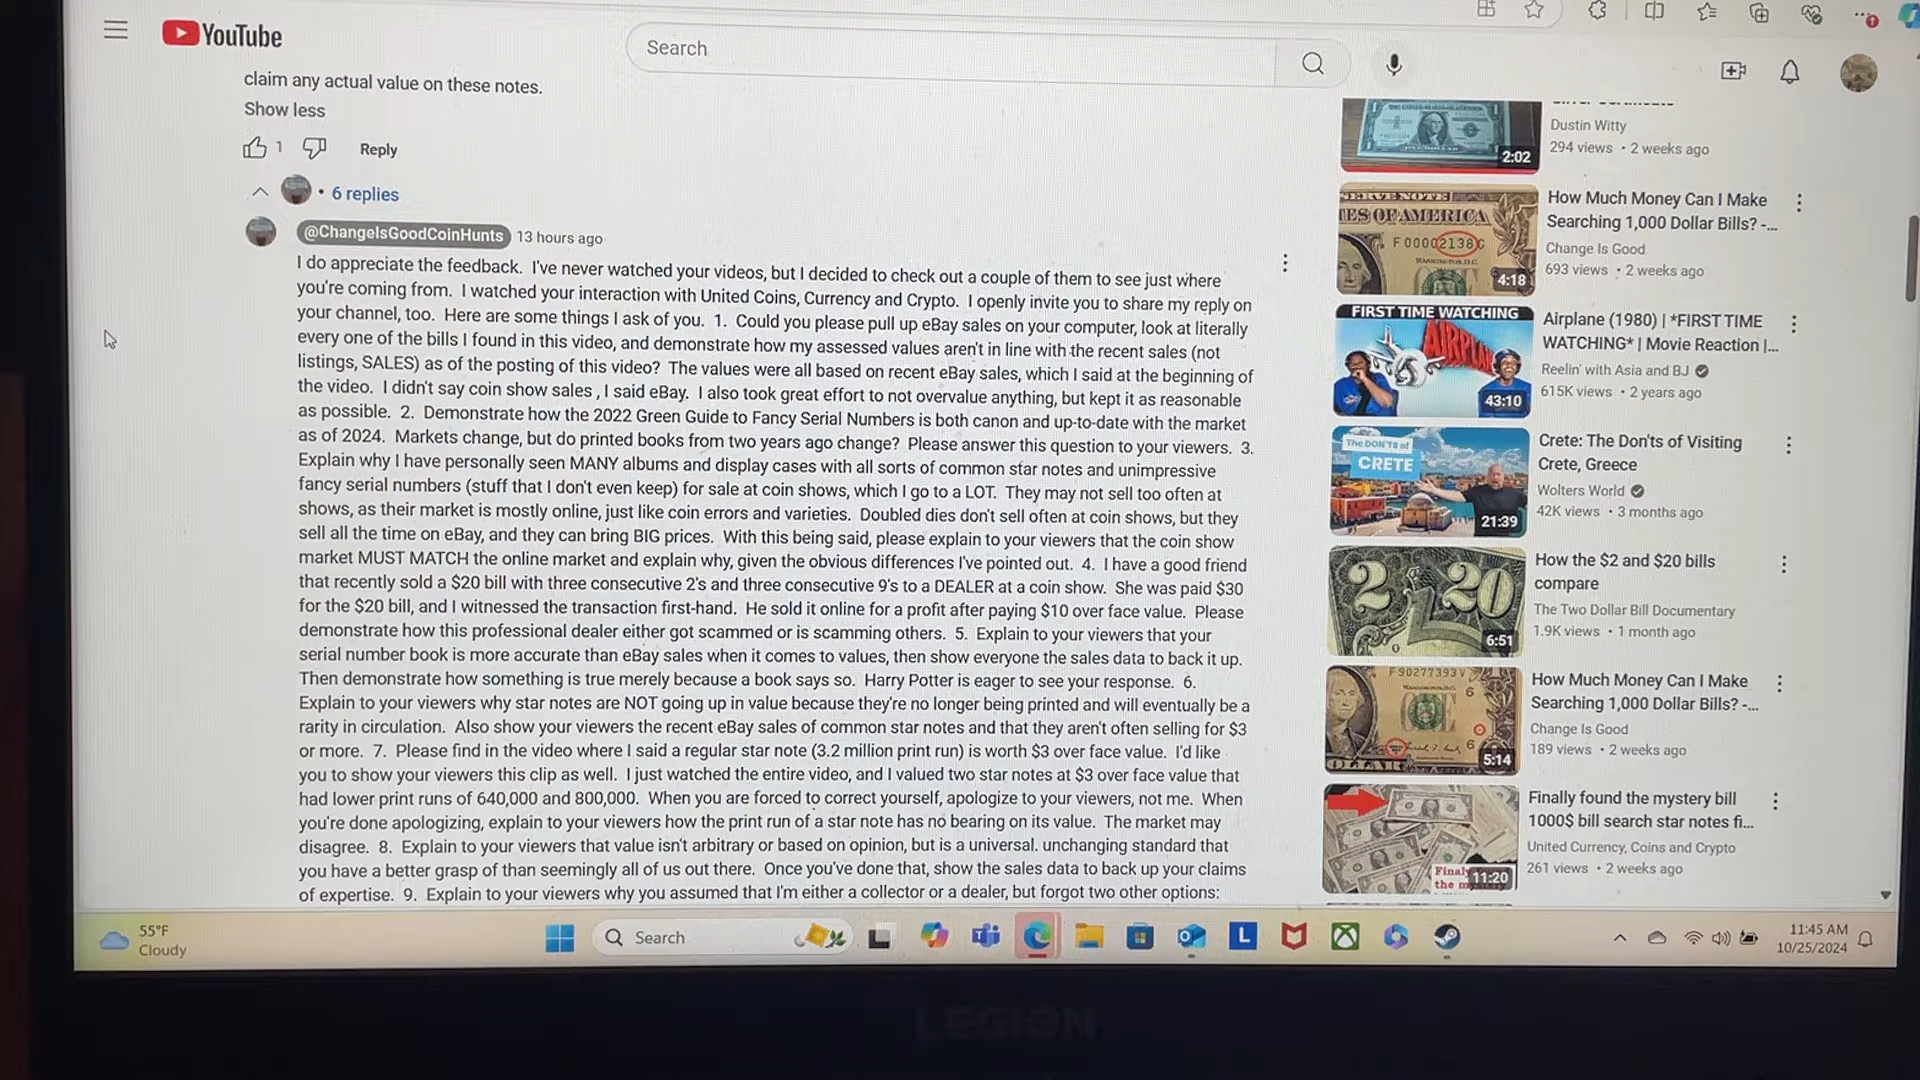 YouTube
Search
claim any actual value on these notes.
Show less
1
Reply
• 6 replies
@ChangeIsGoodCoinHunts 13 hours ago
I do appreciate the feedback. I've never watched your videos, but I decided to check out a couple of them to see just where
you're coming from. I watched your interaction with United Coins, Currency and Crypto. I openly invite you to share my reply on
your channel, too. Here are some things I ask of you. 1. Could you please pull up eBay sales on your computer, look at literally
every one of the bills I found in this video, and demonstrate how my assessed values aren't in line with the recent sales (not
listings, SALES) as of the posting of this video? The values were all based on recent eBay sales, which I said at the beginning of
the video. I didn't say coin show sales , I said eBay. I also took great effort to not overvalue anything, but kept it as reasonable
as possible. 2. Demonstrate how the 2022 Green Guide to Fancy Serial Numbers is both canon and up-to-date with the market
as of 2024. Markets change, but do printed books from two years ago change? Please answer this question to your viewers. 3.
Explain why I have personally seen MANY albums and display cases with all sorts of common star notes and unimpressive
fancy serial numbers (stuff that I don't even keep) for sale at coin shows, which I go to a LOT. They may not sell too often at
shows, as their market is mostly online, just like coin errors and varieties. Doubled dies don't sell often at coin shows, but they
sell all the time on eBay, and they can bring BIG prices. With this being said, please explain to your viewers that the coin show
market MUST MATCH the online market and explain why, given the obvious differences I've pointed out. 4. I have a good friend
that recently sold a $20 bill with three consecutive 2's and three consecutive 9's to a DEALER at a coin show. She was paid $30
for the $20 bill, and I witnessed the transaction first-hand. He sold it online for a profit after paying $10 over face value. Please
demonstrate how this professional dealer either got scammed or is scamming others. 5. Explain to your viewers that your
serial number book is more accurate than eBay sales when it comes to values, then show everyone the sales data to back it up.
Then demonstrate how something is true merely because a book says so. Harry Potter is eager to see your response. 6.
Explain to your viewers why star notes are NOT going up in value because they're no longer being printed and will eventually be a
rarity in circulation. Also show your viewers the recent eBay sales of common star notes and that they aren't often selling for $3
or more. 7. Please find in the video where I said a regular star note (3.2 million print run) is worth $3 over face value. I'd like
you to show your viewers this clip as well. I just watched the entire video, and I valued two star notes at $3 over face value that
had lower print runs of 640,000 and 800,000. When you are forced to correct yourself, apologize to your viewers, not me. When
you're done apologizing, explain to your viewers how the print run of a star note has no bearing on its value. The market may
disagree. 8. Explain to your viewers that value isn't arbitrary or based on opinion, but is a universal. unchanging standard that
you have a better grasp of than seemingly all of us out there. Once you've done that, show the sales data to back up your claims
of expertise. 9. Explain to your viewers why you assumed that I'm either a collector or a dealer, but forgot two other options:
Dustin Witty
294 views • 2 weeks ago
2:02
ES OF AMERICA
F 00002138G
4:18
How Much Money Can I Make
Searching 1,000 Dollar Bills? -...
Change Is Good
693 views • 2 weeks ago
FIRST TIME WATCHING
AIRPLANE
43:10
Airplane (1980) | *FIRST TIME
WATCHING* | Movie Reaction |...
Reelin' with Asia and BJ
615K views • 2 years ago
The DON'TS of
CRETE
21:39
Crete: The Don'ts of Visiting
Crete, Greece
Wolters World
42K views • 3 months ago
2 20
6:51
How the $2 and $20 bills
compare
The Two Dollar Bill Documentary
1.9K views • 1 month ago
F 90277393 V
5:14
How Much Money Can I Make
Searching 1,000 Dollar Bills? -...
Change Is Good
189 views • 2 weeks ago
11:20
Finally found the mystery bill
1000$ bill search star notes fi...
United Currency, Coins and Crypto
261 views • 2 weeks ago
55°F
Cloudy
Search
11:45 AM
10/25/2024
LEGION